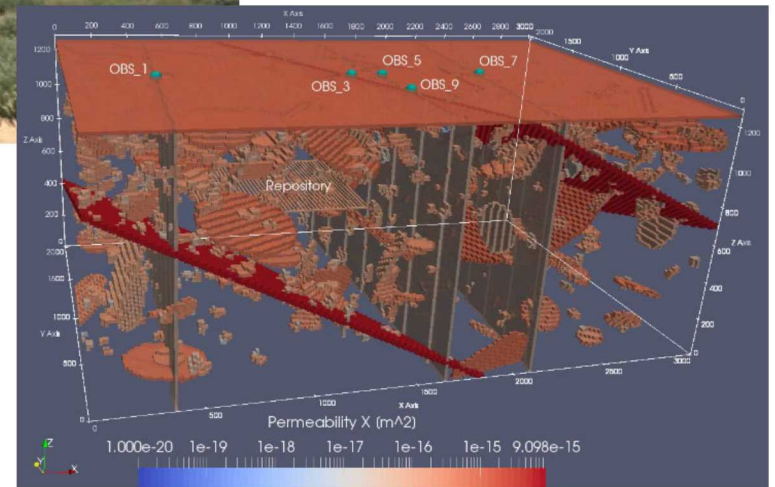 X Axis
0 200 400 600 800 1000 1200 1400 1600 1800 2000 2200 2400 2600 3000
2000 1500 1000 500 0
Y Axis
OBS_1
OBS_3
OBS_5
OBS_9
OBS_7
1200
1000
800
600
400
200
0
Z Axis
Repository
1200
1000
800
600
400
200
0
Z Axis
2000
1500
1000
500
0
Y Axis
0 500 1000 1500 2000 2500 3000
X Axis
Permeability X [m^2]
1.000e-20 1e-19 1e-18 1e-17 1e-16 1e-15 9.098e-15
Z
Y
X